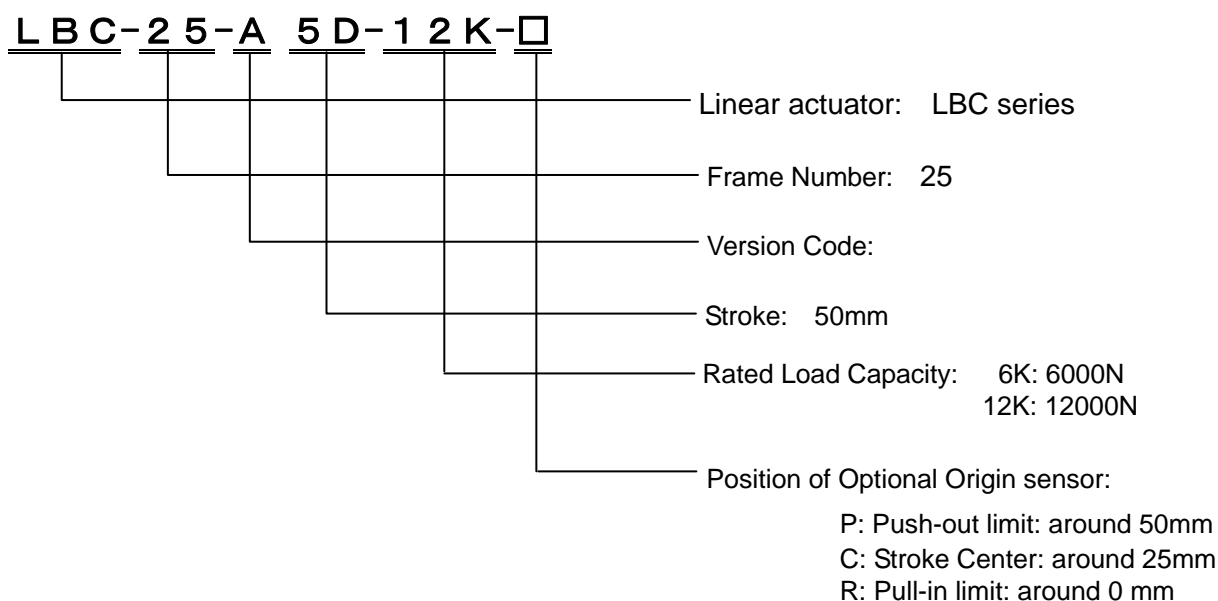 LBC-25-A 5D-12K-□
Linear actuator: LBC series
Frame Number: 25
Version Code:
Stroke: 50mm
Rated Load Capacity: 6K: 6000N
12K: 12000N
Position of Optional Origin sensor:
P: Push-out limit: around 50mm
C: Stroke Center: around 25mm
R: Pull-in limit: around 0 mm